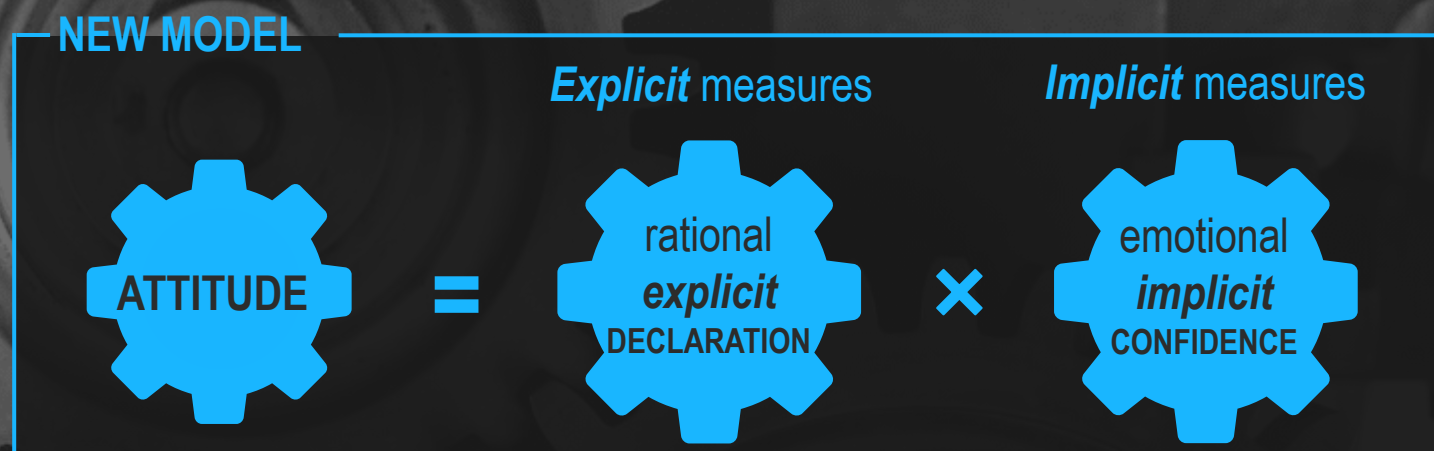 NEW MODEL
Explicit measures
Implicit measures
ATTITUDE
=
rational
explicit
DECLARATION
×
emotional
implicit
CONFIDENCE